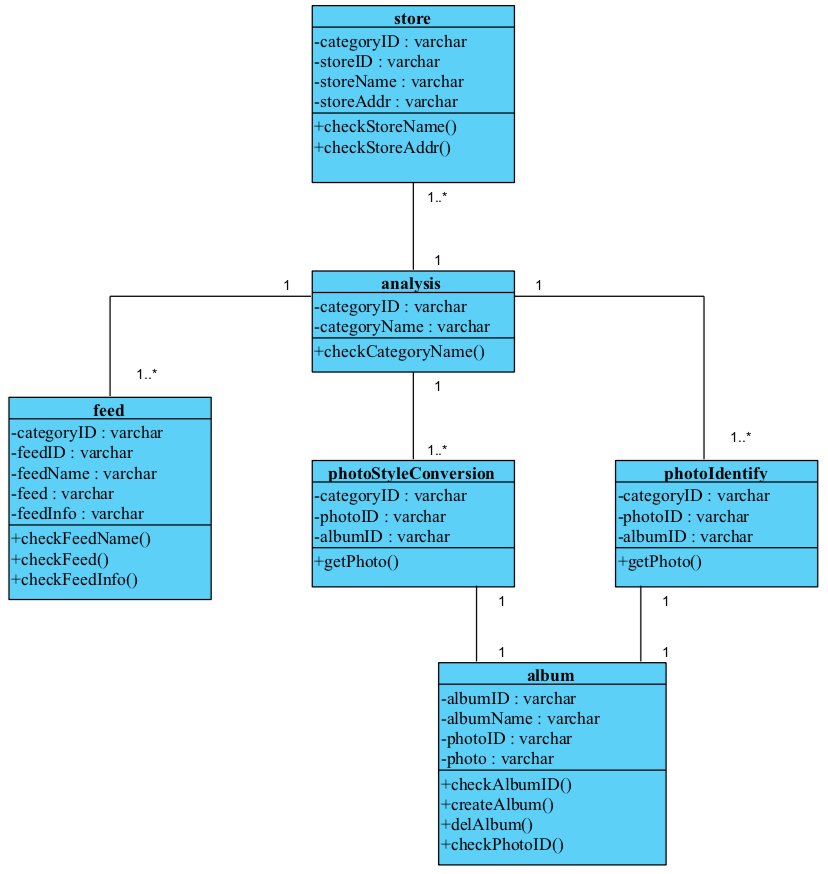 store
-categoryID : varchar
-storeID : varchar
-storeName : varchar
-storeAddr : varchar
+checkStoreName()
+checkStoreAddr()
1..*
1
analysis
-categoryID : varchar
-categoryName : varchar
+checkCategoryName()
1
1
1..*
1
1..*
1..*
feed
-categoryID : varchar
-feedID : varchar
-feedName : varchar
-feed : varchar
-feedInfo : varchar
+checkFeedName()
+checkFeed()
+checkFeedInfo()
photoStyleConversion
-categoryID : varchar
-photoID : varchar
-albumID : varchar
+getPhoto()
photoIdentify
-categoryID : varchar
-photoID : varchar
-albumID : varchar
+getPhoto()
1
1
1
1
album
-albumID : varchar
-albumName : varchar
-photoID : varchar
-photo : varchar
+checkAlbumID()
+createAlbum()
+delAlbum()
+checkPhotoID()